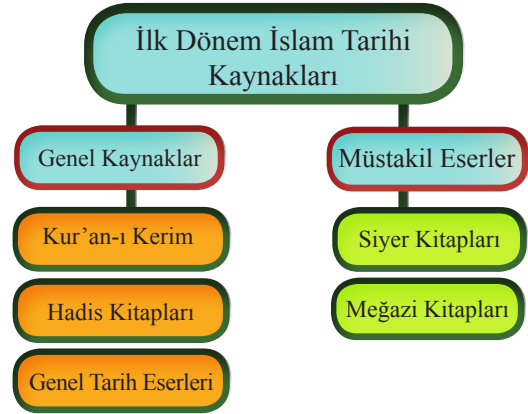 İlk Dönem İslam Tarihi
Kaynakları
Genel Kaynaklar
Müstakil Eserler
Kur’an-ı Kerim
Siyer Kitapları
Hadis Kitapları
Meğazi Kitapları
Genel Tarih Eserleri